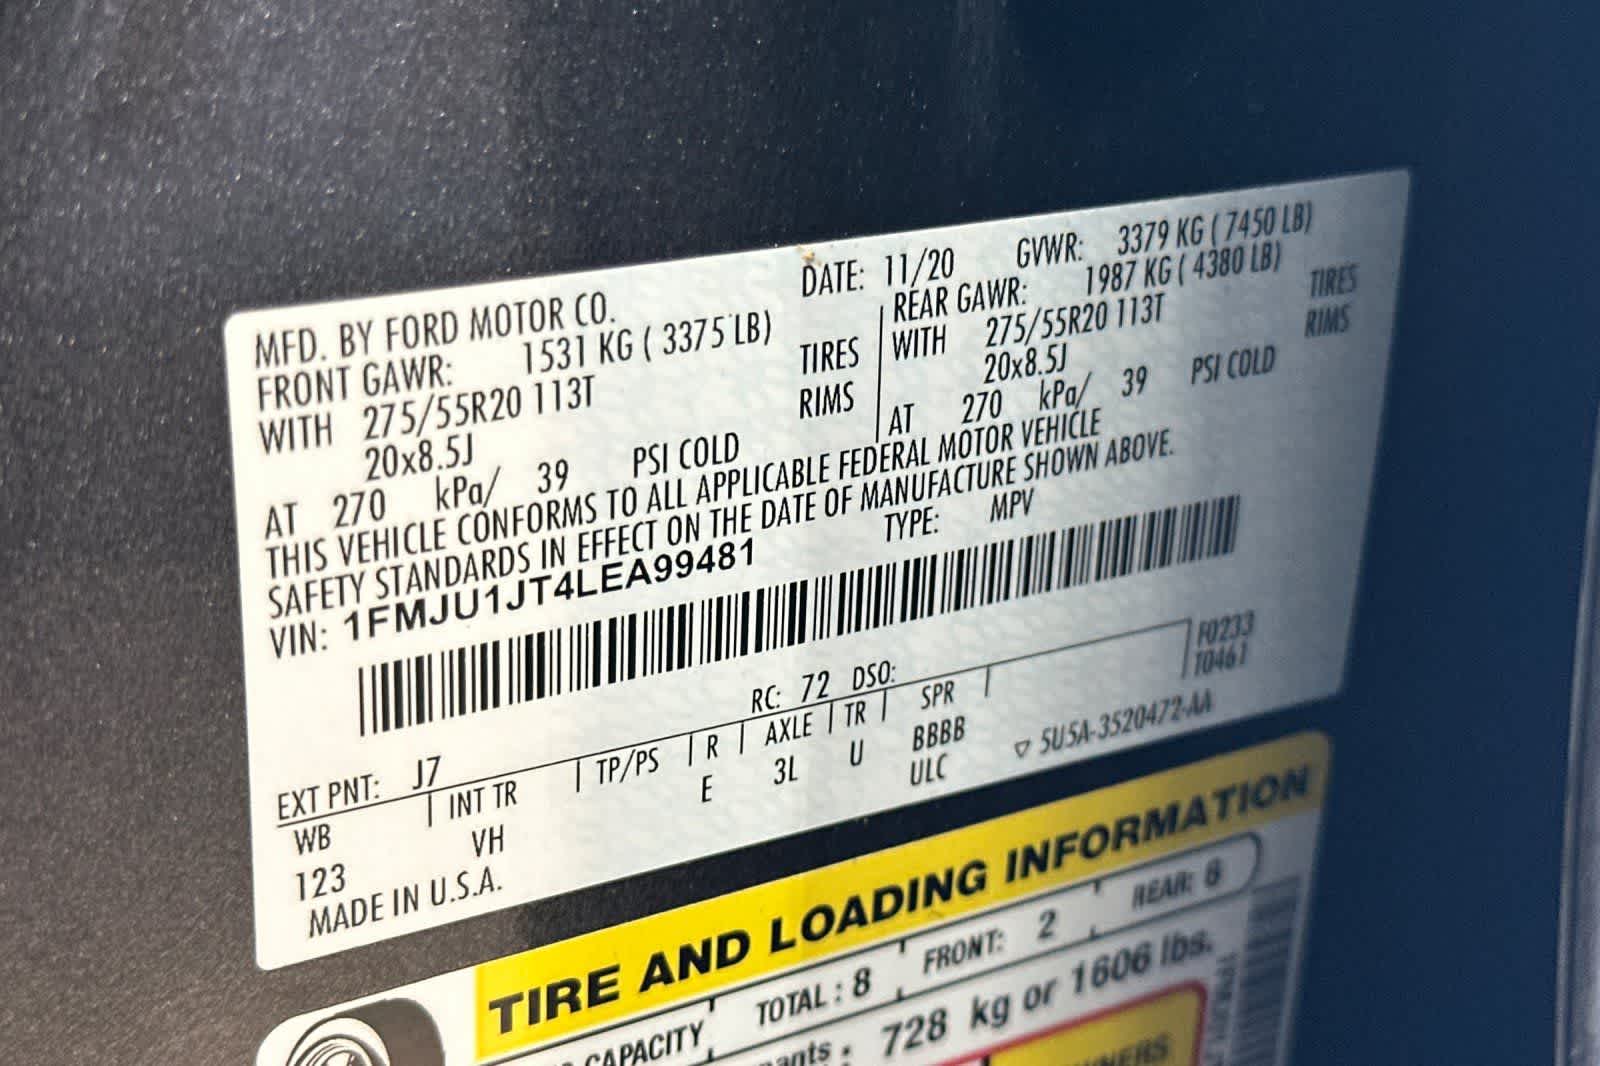 MFD. BY FORD MOTOR CO. DATE: 11/20 GVWR: 3379 KG ( 7450 LB)
FRONT GAWR: 1531 KG ( 3375 LB) REAR GAWR: 1987 KG ( 4380 LB)
WITH 275/55R20 113T TIRES WITH 275/55R20 113T TIRES
20x8.5J RIMS 20x8.5J RIMS
AT 270 kPa/ 39 PSI COLD AT 270 kPa/ 39 PSI COLD
THIS VEHICLE CONFORMS TO ALL APPLICABLE FEDERAL MOTOR VEHICLE
SAFETY STANDARDS IN EFFECT ON THE DATE OF MANUFACTURE SHOWN ABOVE.
VIN: 1FMJU1JT4LEA99481 TYPE: MPV
F0233
T0461
EXT PNT: J7 RC: 72 DSO:
WB INT TR TP/PS R AXLE TR SPR
123 VH E 3L U BBBB
ULC
MADE IN U.S.A. 5U5A-3520472-AA
TIRE AND LOADING INFORMATION
CAPACITY TOTAL : 8 FRONT: 2 REAR: 6
728 kg or 1606 lbs.